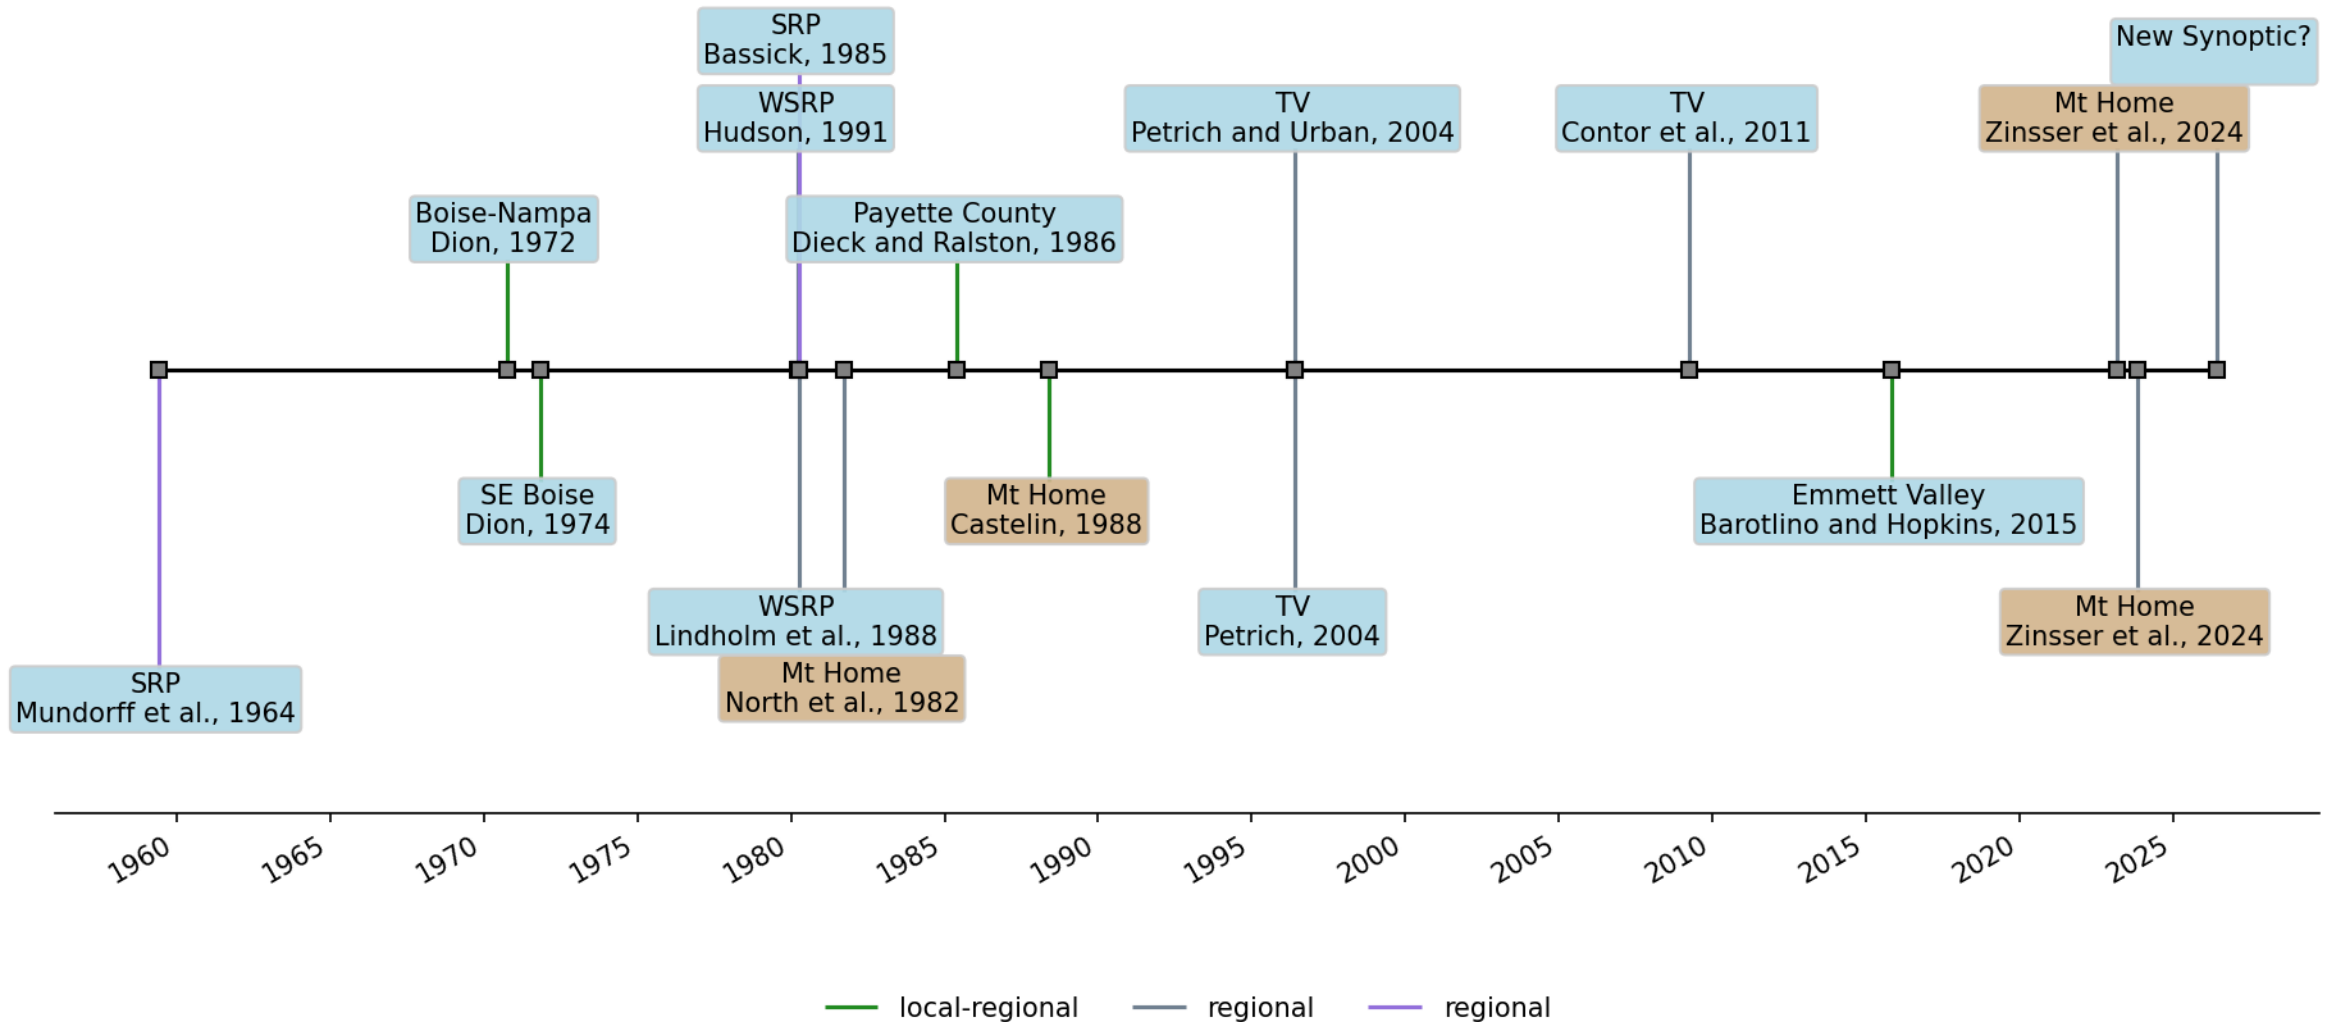 SRP
Bassick, 1985
New Synoptic?
WSRP
Hudson, 1991
TV
Petrich and Urban, 2004
TV
Contor et al., 2011
Mt Home
Zinsser et al., 2024
Boise-Nampa
Dion, 1972
Payette County
Dieck and Ralston, 1986
SE Boise
Dion, 1974
Mt Home
Castelin, 1988
Emmett Valley
Barotlino and Hopkins, 2015
WSRP
Lindholm et al., 1988
TV
Petrich, 2004
Mt Home
Zinsser et al., 2024
SRP
Mundorff et al., 1964
Mt Home
North et al., 1982
1960
1965
1970
1975
1980
1985
1990
1995
2000
2005
2010
2015
2020
2025
local-regional
regional
regional